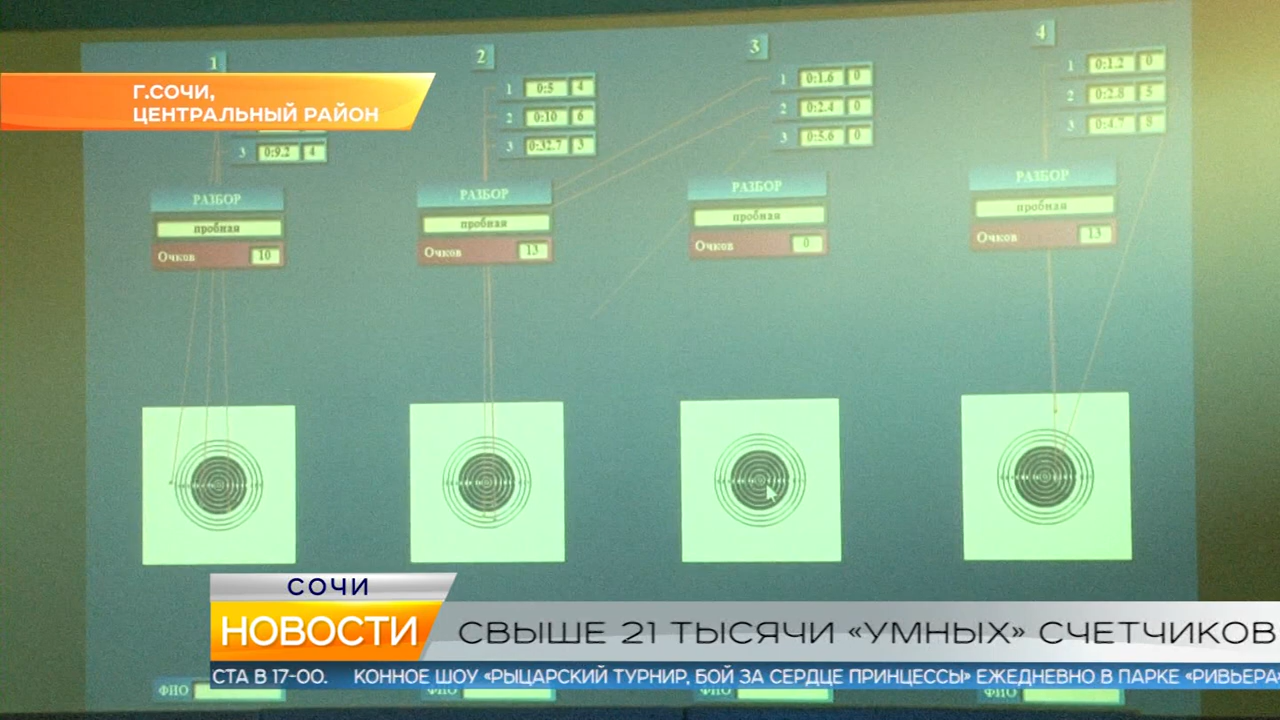 1
2
3
4
Г.СОЧИ,
ЦЕНТРАЛЬНЫЙ РАЙОН
3 0:9.2 4
1 0:5 4
2 0:10 6
3 0:32.7 3
1 0:1.6 0
2 0:2.4 0
3 0:5.6 0
1 0:1.2 0
2 0:2.8 5
3 0:4.7 8
РАЗБОР
пробная
Очков 10
РАЗБОР
пробная
Очков 13
РАЗБОР
пробная
Очков 0
РАЗБОР
пробная
Очков 13
СОЧИ
НОВОСТИ
СВЫШЕ 21 ТЫСЯЧИ «УМНЫХ» СЧЕТЧИКОВ
СТА В 17-00. КОННОЕ ШОУ «РЫЦАРСКИЙ ТУРНИР, БОЙ ЗА СЕРДЦЕ ПРИНЦЕССЫ» ЕЖЕДНЕВНО В ПАРКЕ «РИВЬЕРА»
ФИО
ФИО
ФИО
ФИО